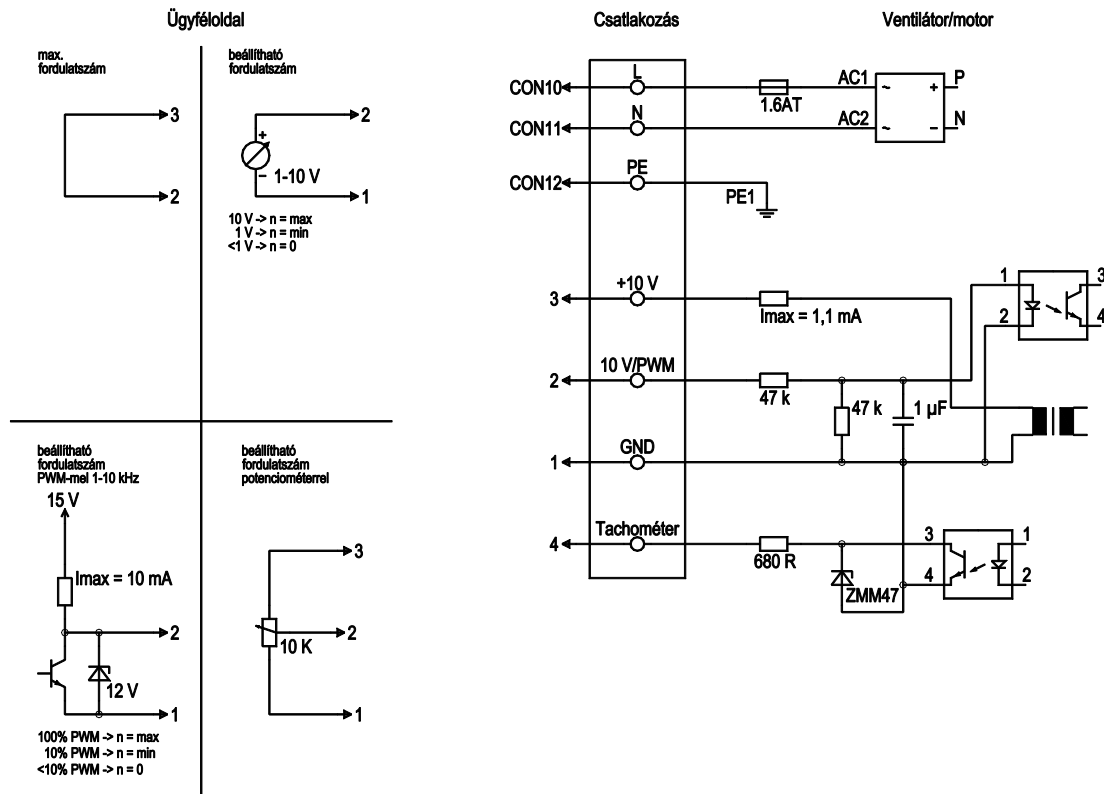 Ügyféloldal
max.
fordulatszám
3
2
beállítható
fordulatszám
2
+
–
1-10 V
1
10 V -> n = max
1 V -> n = min
<1 V -> n = 0
beállítható
fordulatszám
PWM-mel 1-10 kHz
15 V
Imax = 10 mA
2
12 V
1
100% PWM -> n = max
10% PWM -> n = min
<10% PWM -> n = 0
beállítható
fordulatszám
potenciométerrel
3
2
10 K
1
Csatlakozás
Ventilátor/motor
CON10
L
1.6AT
AC1
~
+
P
CON11
N
AC2
~
–
N
CON12
PE
PE1
3
+10 V
Imax = 1,1 mA
1
2
3
4
2
10 V/PWM
47 k
47 k
1 µF
1
GND
4
Tachométer
680 R
ZMM47
3
4
1
2